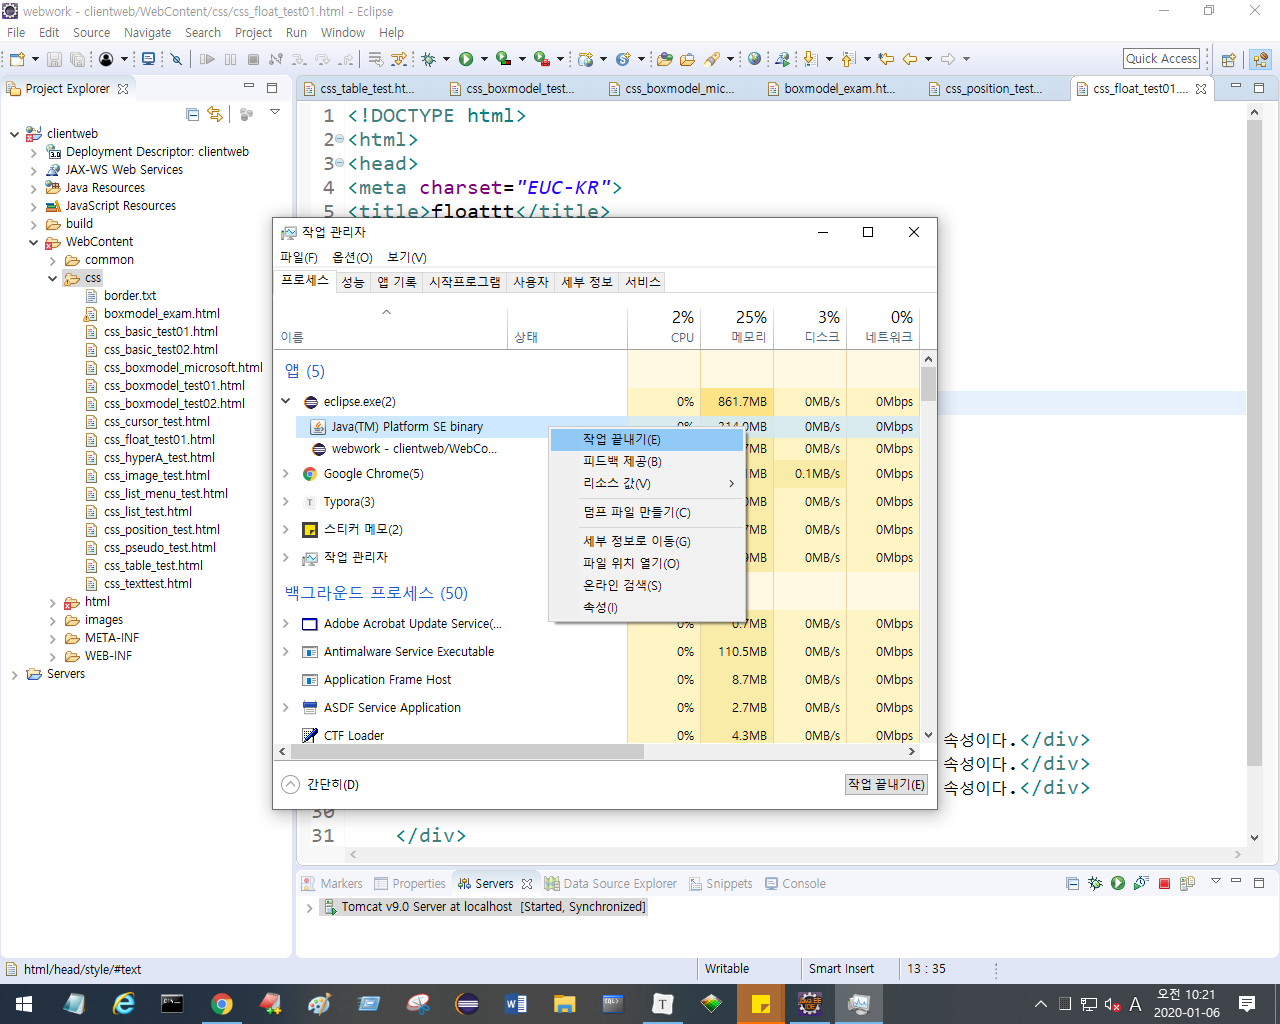 webwork - clientweb/WebContent/css/css_float_test01.html - Eclipse
File Edit Source Navigate Search Project Run Window Help
Quick Access
Project Explorer
css_table_test.ht...
css_boxmodel_test...
css_boxmodel_mic...
boxmodel_exam.ht...
css_position_test...
css_float_test01....
clientweb
Deployment Descriptor: clientweb
JAX-WS Web Services
Java Resources
JavaScript Resources
build
WebContent
common
css
border.txt
boxmodel_exam.html
css_basic_test01.html
css_basic_test02.html
css_boxmodel_microsoft.html
css_boxmodel_test01.html
css_boxmodel_test02.html
css_cursor_test.html
css_float_test01.html
css_hyperA_test.html
css_image_test.html
css_list_menu_test.html
css_list_test.html
css_position_test.html
css_pseudo_test.html
css_table_test.html
css_texttest.html
html
images
META-INF
WEB-INF
Servers
1 <!DOCTYPE html>
2 <html>
3 <head>
4 <meta charset="EUC-KR">
5 <title>floattt</title>
작업 관리자
파일(F) 옵션(O) 보기(V)
프로세스 성능 앱 기록 시작프로그램 사용자 세부 정보 서비스
2% 25% 3% 0%
이름 상태 CPU 메모리 디스크 네트워크
앱 (5)
eclipse.exe(2) 0% 861.7MB 0MB/s 0Mbps
Java(TM) Platform SE binary 0% 314.0MB 0MB/s 0Mbps
webwork - clientweb/WebCo... 7MB 0MB/s 0Mbps
Google Chrome(5) 1MB 0.1MB/s 0Mbps
Typora(3) 0MB 0MB/s 0Mbps
스티커 메모(2) 7MB 0MB/s 0Mbps
작업 관리자 9MB 0MB/s 0Mbps
백그라운드 프로세스 (50)
Adobe Acrobat Update Service(... 0% 0.7MB 0MB/s 0Mbps
Antimalware Service Executable 0% 110.5MB 0MB/s 0Mbps
Application Frame Host 0% 8.7MB 0MB/s 0Mbps
ASDF Service Application 0% 2.7MB 0MB/s 0Mbps
CTF Loader 0% 4.3MB 0MB/s 0Mbps
작업 끝내기(E)
피드백 제공(B)
리소스 값(V)
덤프 파일 만들기(C)
세부 정보로 이동(G)
파일 위치 열기(O)
온라인 검색(S)
속성(I)
간단히(D) 작업 끝내기(E)
속성이다.</div>
속성이다.</div>
속성이다.</div>
30
31 </div>
Markers Properties Servers Data Source Explorer Snippets Console
Tomcat v9.0 Server at localhost [Started, Synchronized]
html/head/style/#text Writable Smart Insert 13 : 35
A
오전 10:21
2020-01-06